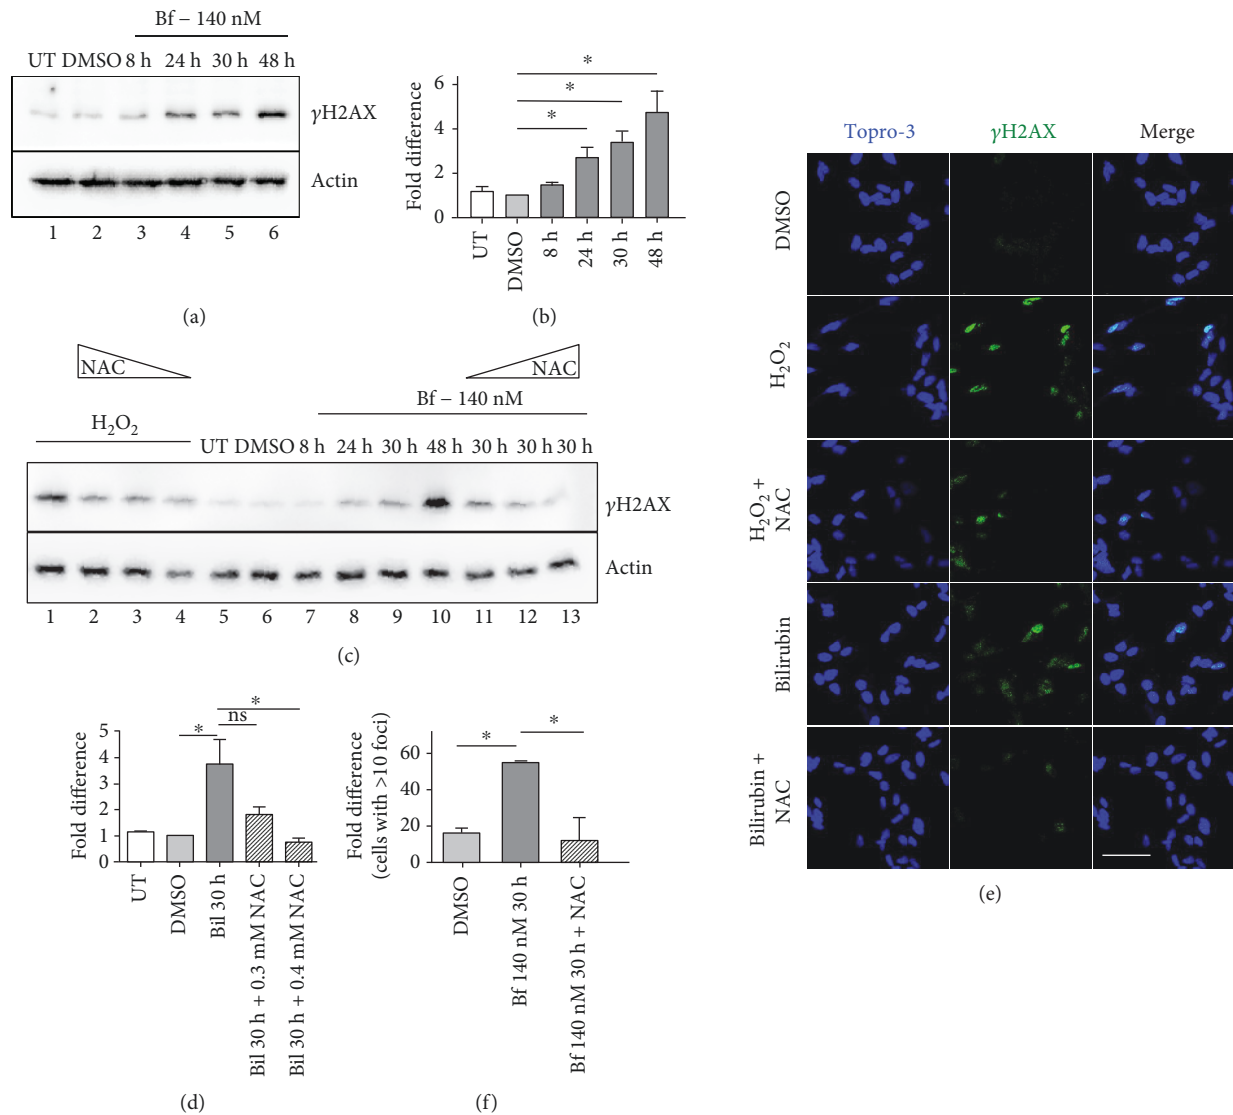 Bf – 140 nM
UT DMSO 8 h 24 h 30 h 48 h
γH2AX
Actin
1 2 3 4 5 6
(a)
Fold difference
6
4
2
0
* * *
UT
DMSO
8 h
24 h
30 h
48 h
(b)
NAC
NAC
Bf – 140 nM
H₂O₂
UT DMSO 8 h 24 h 30 h 48 h 30 h 30 h 30 h
γH2AX
Actin
1 2 3 4 5 6 7 8 9 10 11 12 13
(c)
Fold difference
5
4
3
2
1
0
*
ns
*
UT
DMSO
Bil 30 h
Bil 30 h + 0.3 mM NAC
Bil 30 h + 0.4 mM NAC
(d)
Fold difference
(cells with >10 foci)
60
40
20
0
* *
DMSO
Bf 140 nM 30 h
Bf 140 nM 30 h + NAC
(f)
Topro-3 γH2AX Merge
DMSO
H₂O₂
H₂O₂ +
NAC
Bilirubin
Bilirubin +
NAC
(e)